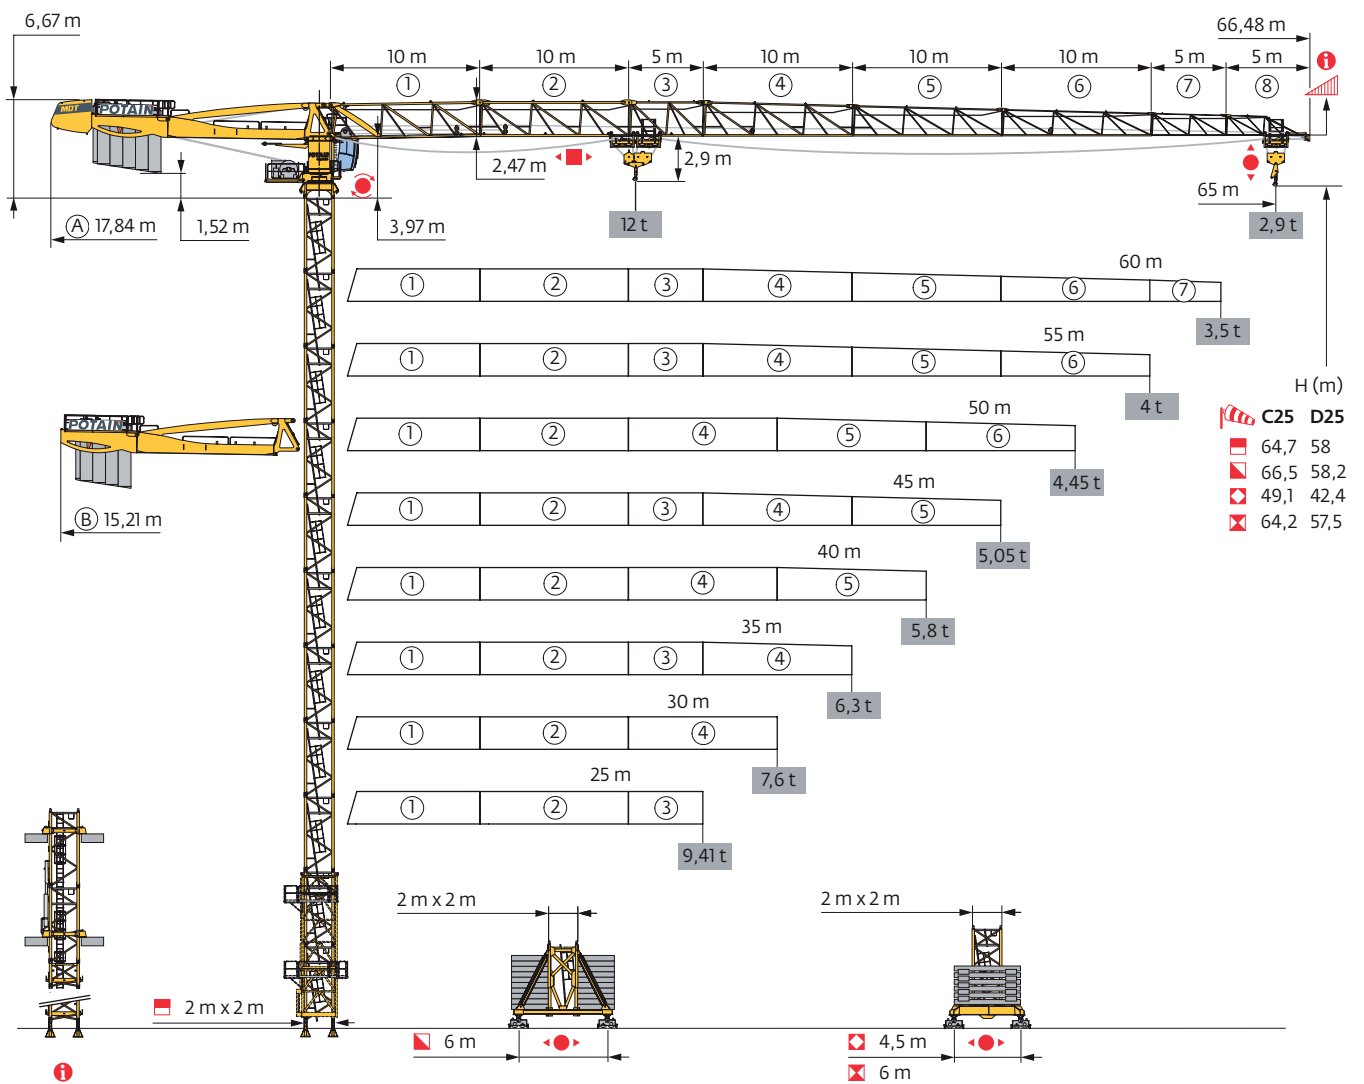 6,67 m
66,48 m
10 m 10 m 5 m 10 m 10 m 10 m 5 m 5 m
1 2 3 4 5 6 7 8
i
MDT POTAIN
POTAIN
2,47 m 2,9 m
A 17,84 m 1,52 m 3,97 m 12 t 65 m 2,9 t
60 m
1 2 3 4 5 6 7
3,5 t
55 m
1 2 3 4 5 6
4 t
H (m)
C25 D25
64,7 58
66,5 58,2
49,1 42,4
64,2 57,5
50 m
POTAIN
1 2 4 5 6
4,45 t
45 m
B 15,21 m
1 2 3 4 5
5,05 t
40 m
1 2 4 5
5,8 t
35 m
1 2 3 4
6,3 t
30 m
1 2 4
7,6 t
25 m
1 2 3
9,41 t
2 m x 2 m 2 m x 2 m
2 m x 2 m
6 m 4,5 m
i 6 m